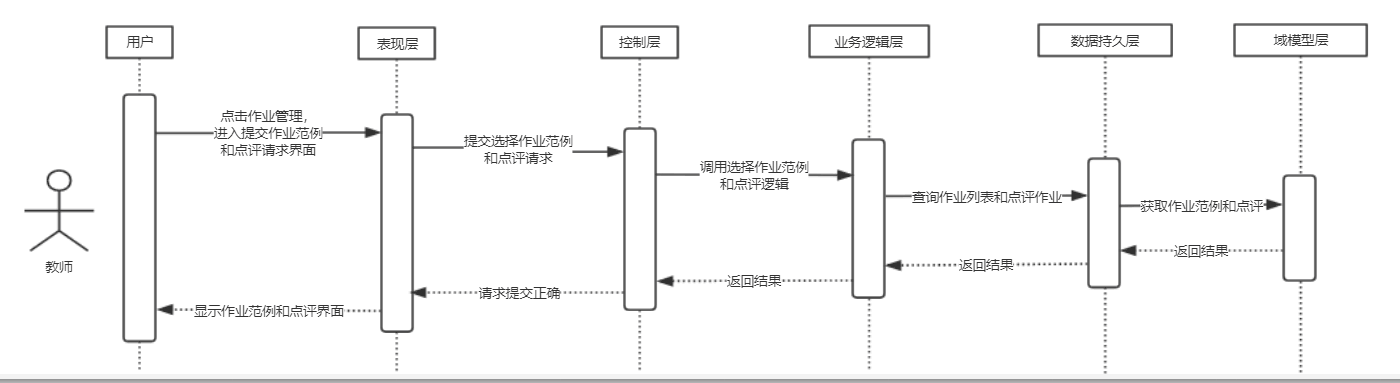 用户
表现层
控制层
业务逻辑层
数据持久层
域模型层
点击作业管理，
进入提交作业范例
和点评请求界面
提交选择作业范例
和点评请求
调用选择作业范例
和点评逻辑
查询作业列表和点评作业
获取作业范例和点评
教师
返回结果
返回结果
返回结果
请求提交正确
显示作业范例和点评界面